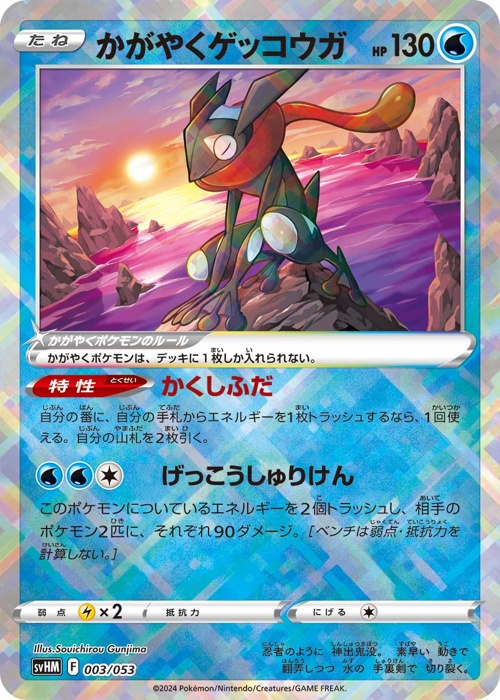 たね かがやくゲッコウガ HP 130
かがやくポケモンのルール
かがやくポケモンは、デッキに1枚しか入れられない。
特性 かくしふだ
自分の番に、自分の手札からエネルギーを1枚トラッシュするなら、1回使
える。自分の山札を2枚引く。
げっこうしゅりけん
このポケモンについているエネルギーを2個トラッシュし、相手の
ポケモン2匹に、それぞれ90ダメージ。[ベンチは弱点・抵抗力を
計算しない。]
弱点 ×2 抵抗力 にげる
Illus. Souichirou Gunjima
svHM F 003/053
忍者のように 神出鬼没。 素早い 動きで
翻弄しつつ 水の 手裏剣で 切り裂く。
©2024 Pokémon/Nintendo/Creatures/GAME FREAK.